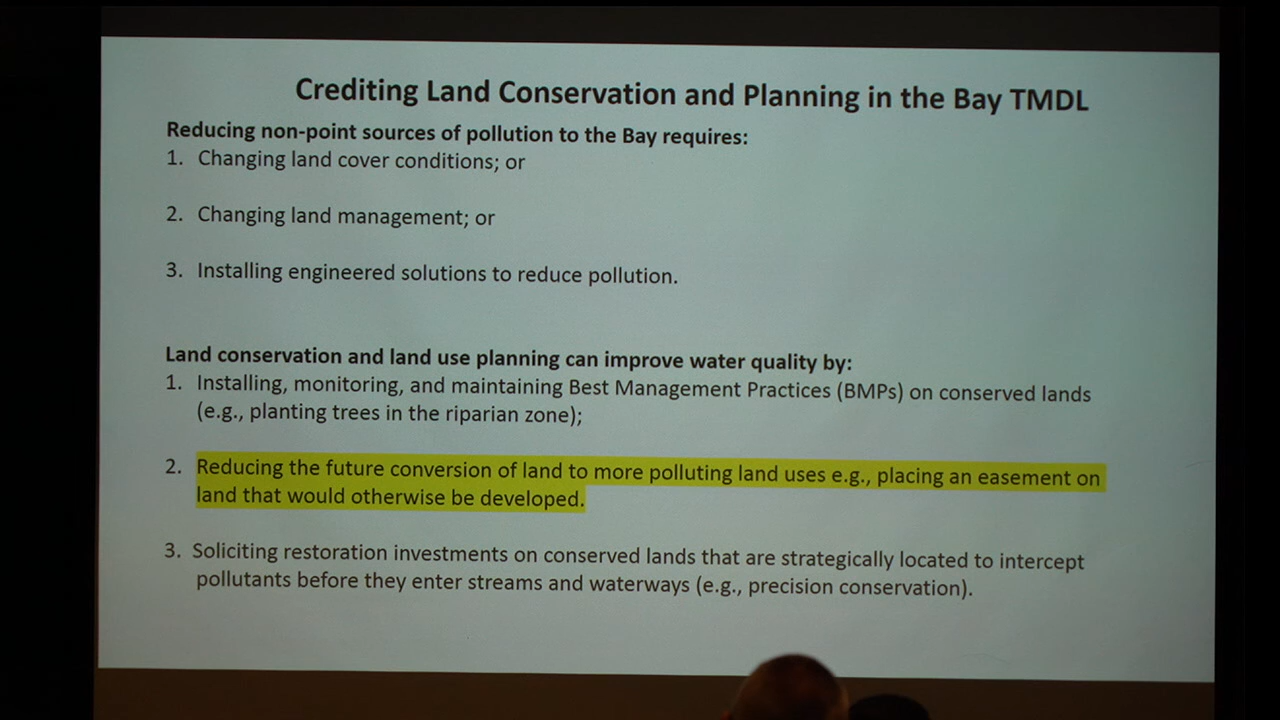 Crediting Land Conservation and Planning in the Bay TMDL
Reducing non-point sources of pollution to the Bay requires:
1. Changing land cover conditions; or
2. Changing land management; or
3. Installing engineered solutions to reduce pollution.
Land conservation and land use planning can improve water quality by:
1. Installing, monitoring, and maintaining Best Management Practices (BMPs) on conserved lands
(e.g., planting trees in the riparian zone);
2. Reducing the future conversion of land to more polluting land uses e.g., placing an easement on
land that would otherwise be developed.
3. Soliciting restoration investments on conserved lands that are strategically located to intercept
pollutants before they enter streams and waterways (e.g., precision conservation).